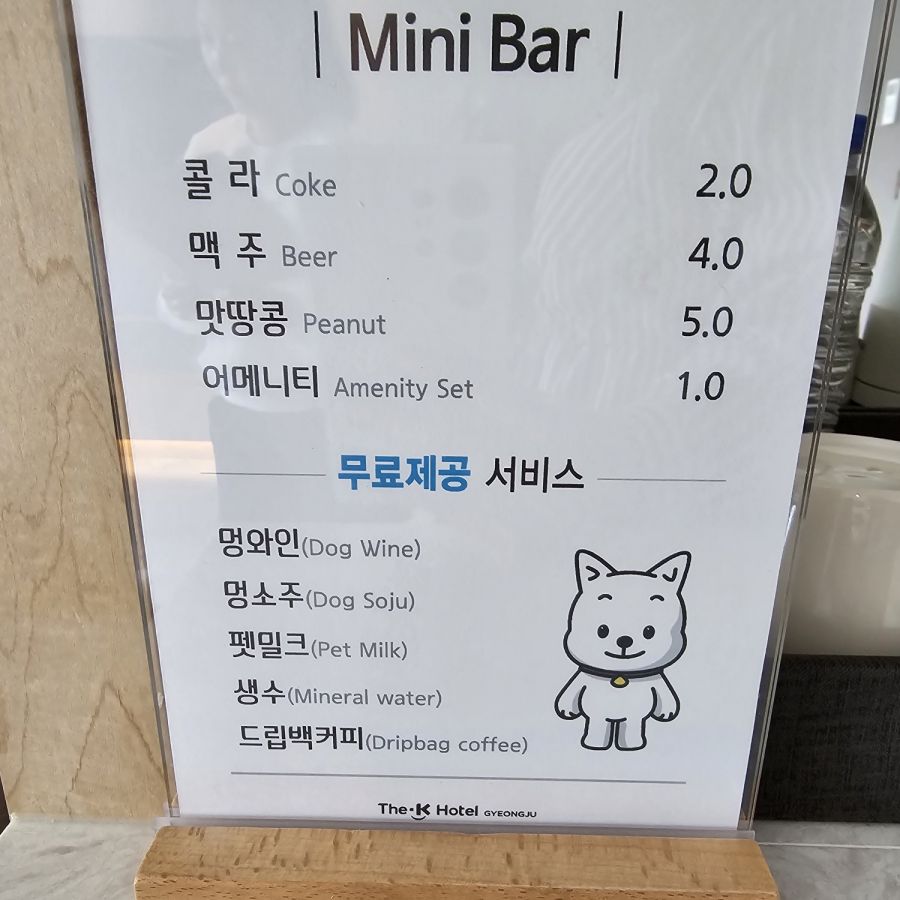 | Mini Bar |
콜 라 Coke 2.0
맥 주 Beer 4.0
맛땅콩 Peanut 5.0
어메니티 Amenity Set 1.0
무료제공 서비스
멍와인(Dog Wine)
멍소주(Dog Soju)
펫밀크(Pet Milk)
생수(Mineral water)
드립백커피(Dripbag coffee)
The-K Hotel GYEONGJU